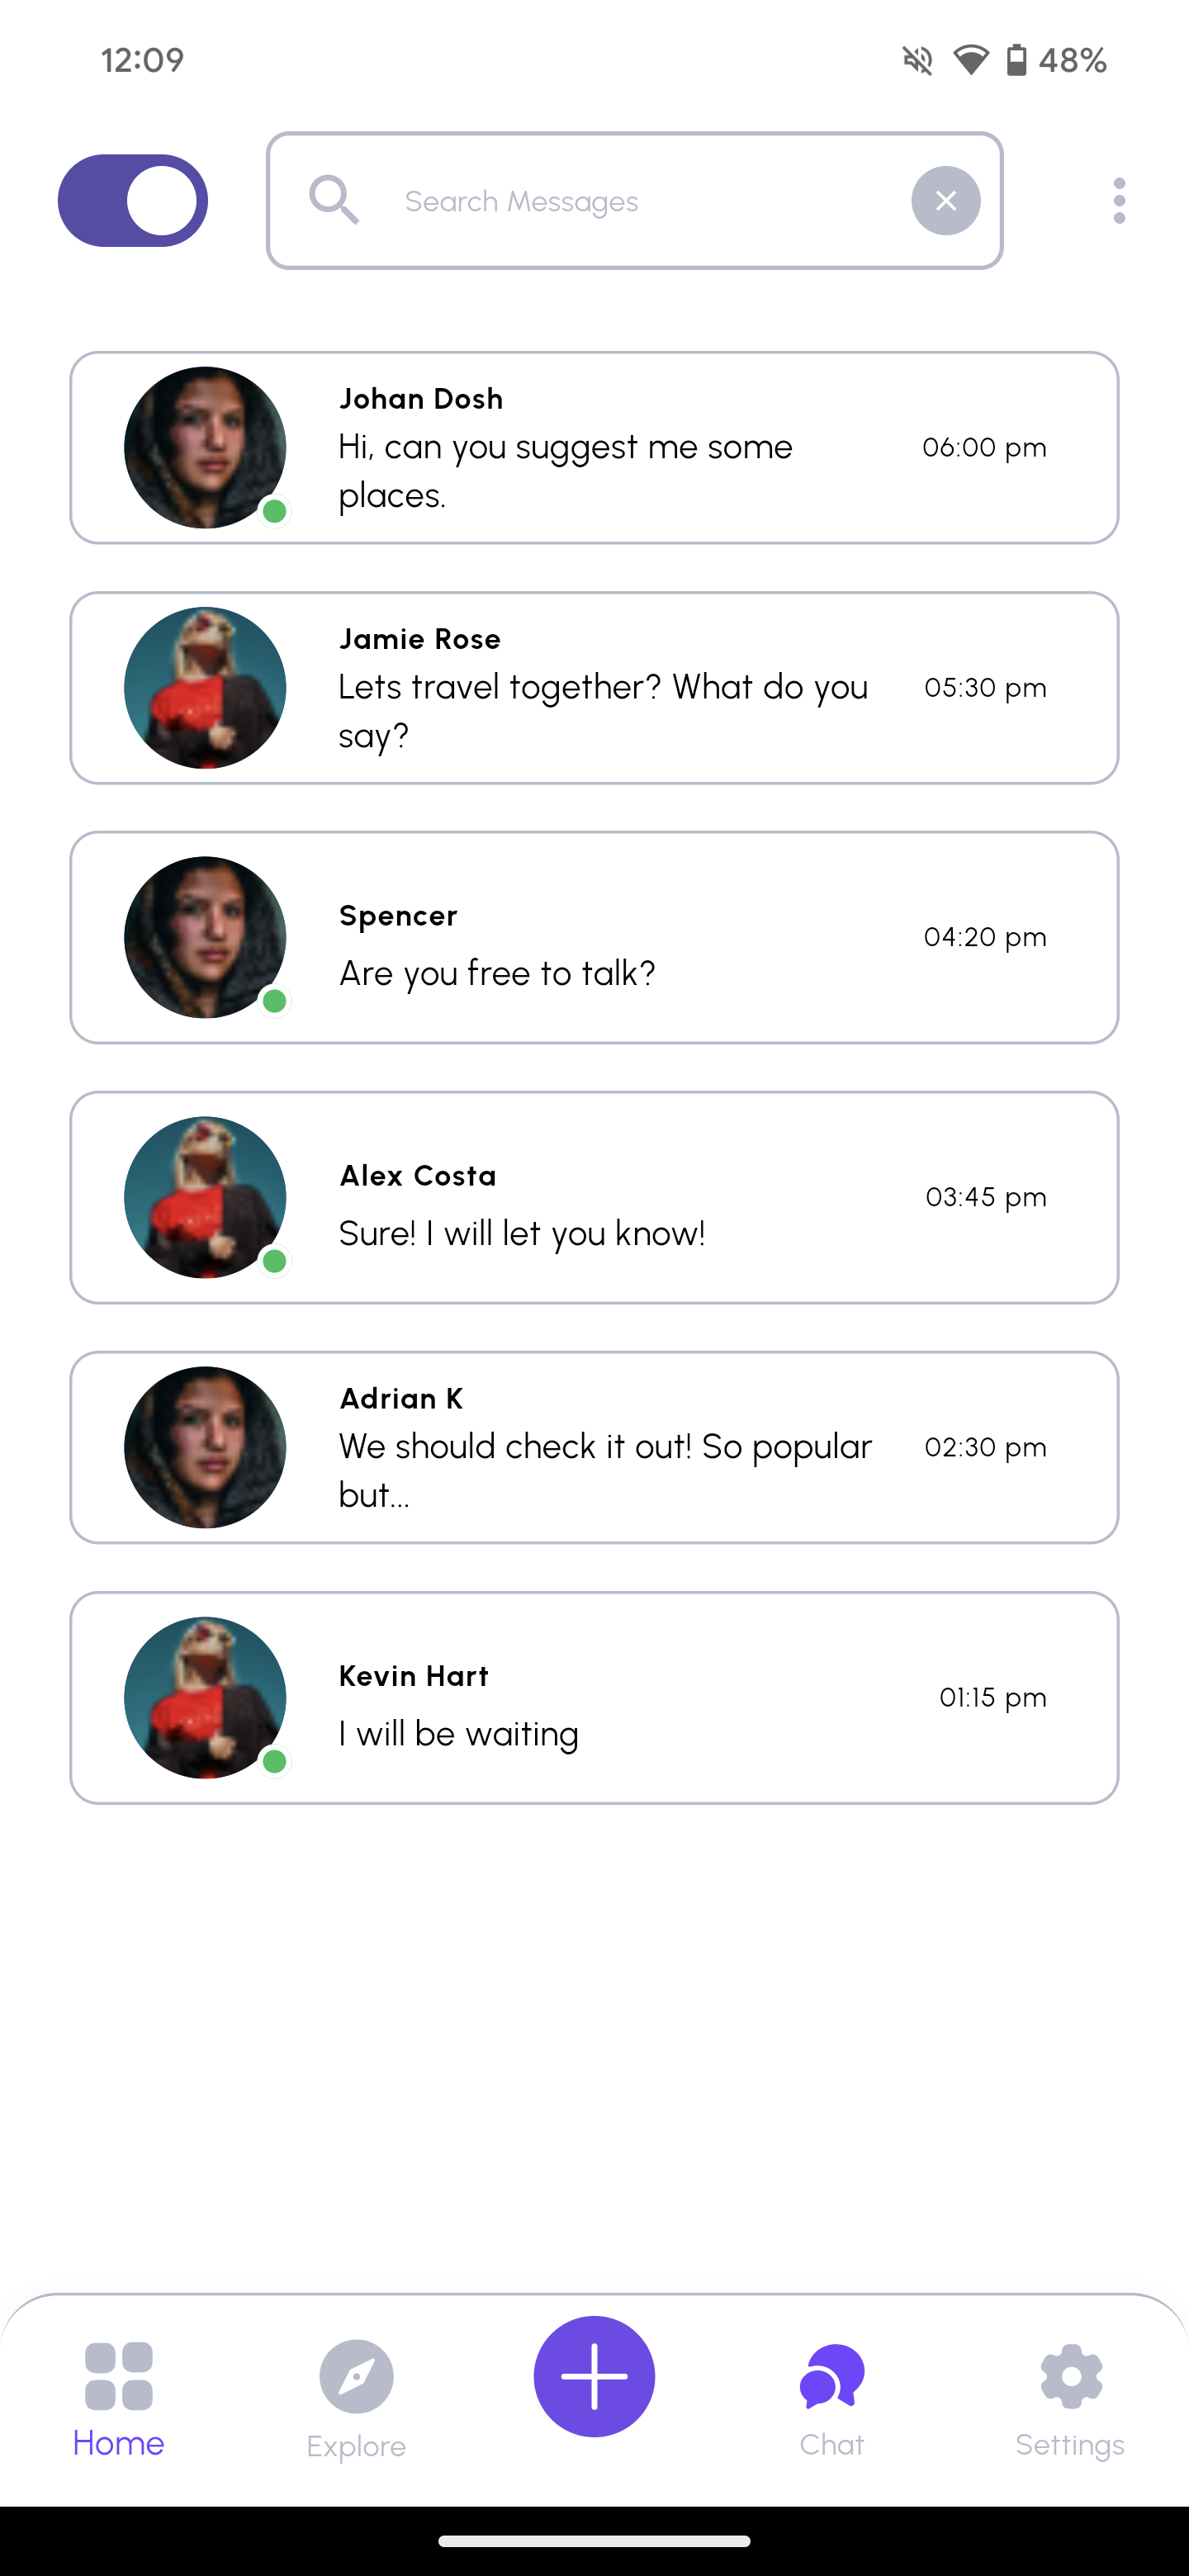 12:09
48%
Search Messages
Johan Dosh
Hi, can you suggest me some
places.
06:00 pm
Jamie Rose
Lets travel together? What do you
say?
05:30 pm
Spencer
Are you free to talk?
04:20 pm
Alex Costa
Sure! I will let you know!
03:45 pm
Adrian K
We should check it out! So popular
but...
02:30 pm
Kevin Hart
I will be waiting
01:15 pm
Home
Explore
Chat
Settings